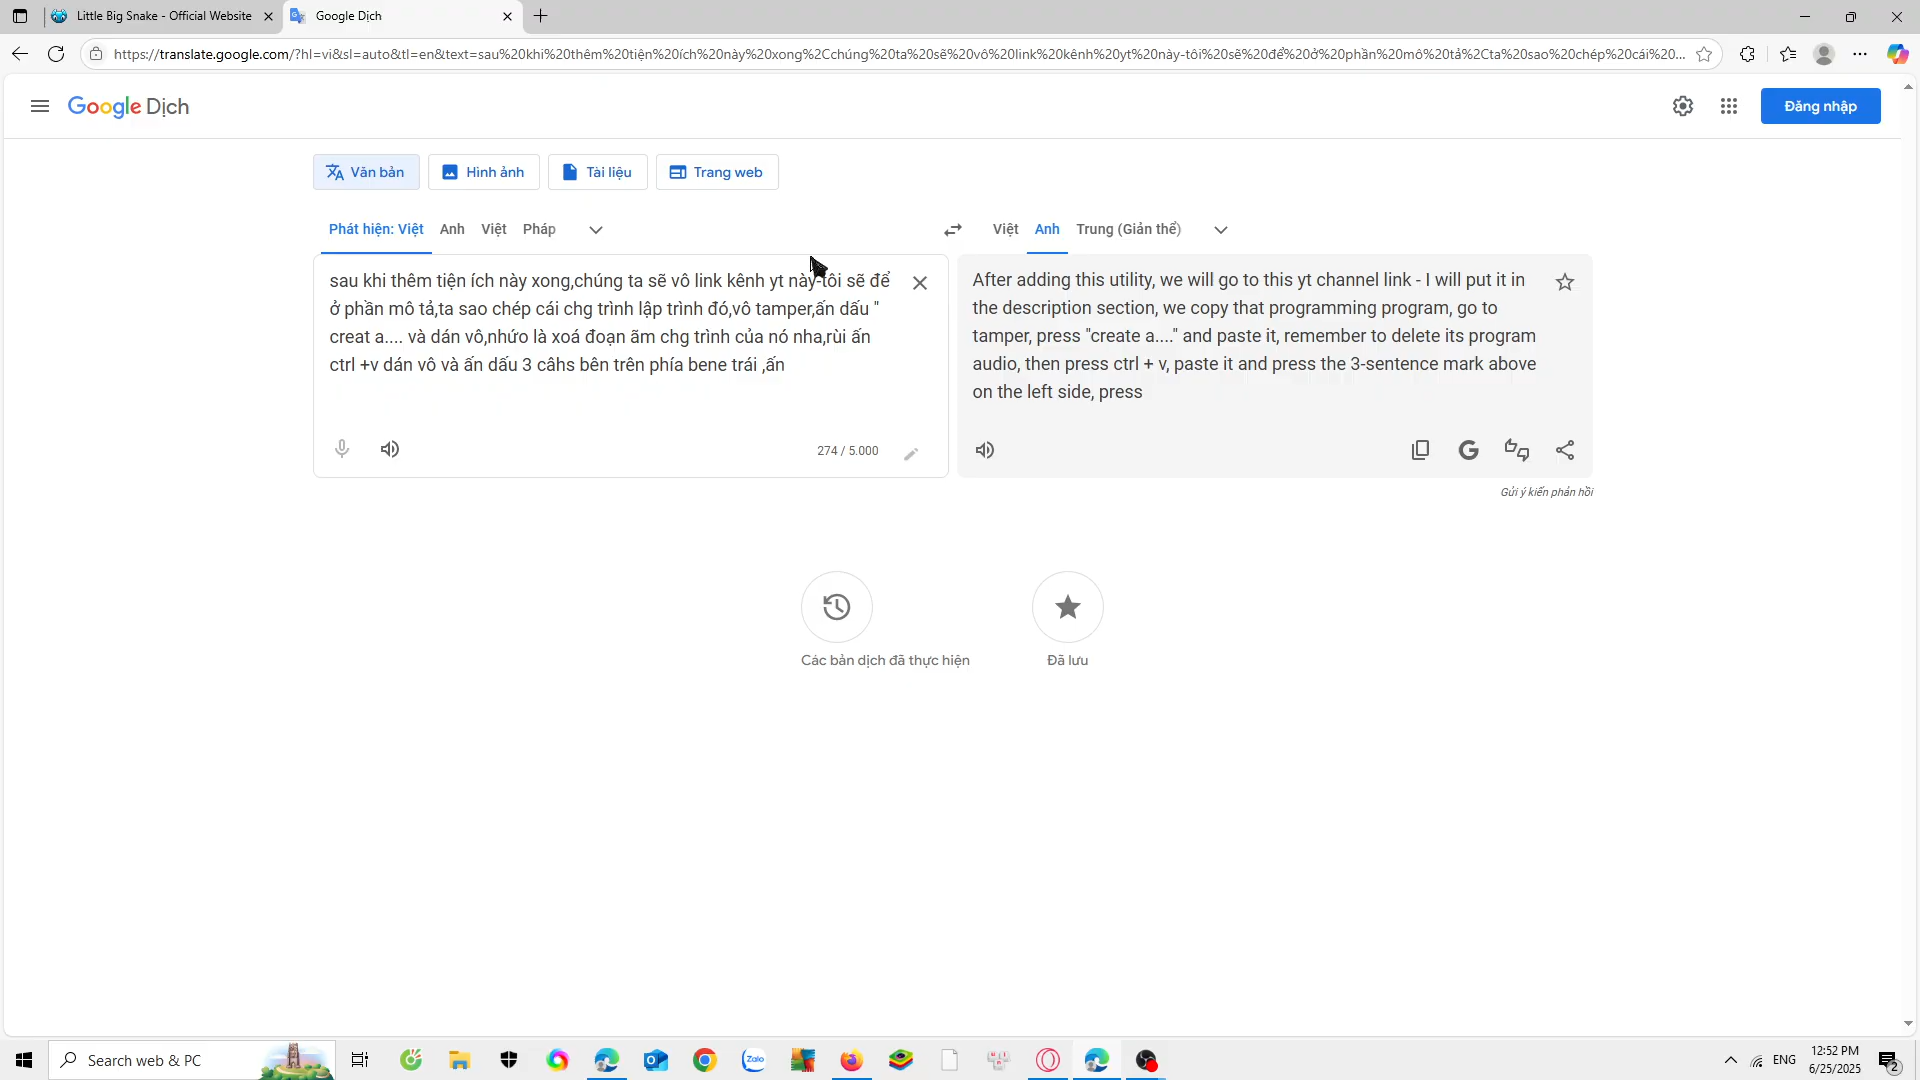 Little Big Snake - Official Website
Google Dịch
https://translate.google.com/?hl=vi&sl=auto&tl=en&text=sau%20khi%20thêm%20tiện%20ích%20này%20xong%2Cchúng%20ta%20sẽ%20vô%20link%20kênh%20yt%20này-tôi%20sẽ%20để%20ở%20phần%20mô%20tả%2Cta%20sao%20chép%20cái%20...
Google Dịch
Đăng nhập
Văn bản
Hình ảnh
Tài liệu
Trang web
Phát hiện: Việt
Anh
Việt
Pháp
Việt
Anh
Trung (Giản thể)
sau khi thêm tiện ích này xong,chúng ta sẽ vô link kênh yt này-tôi sẽ để
ở phần mô tả,ta sao chép cái chg trình lập trình đó,vô tamper,ấn dấu "
creat a.... và dán vô,nhứo là xoá đoạn ãm chg trình của nó nha,rùi ấn
ctrl +v dán vô và ấn dấu 3 câhs bên trên phía bene trái ,ấn
274 / 5.000
After adding this utility, we will go to this yt channel link - I will put it in
the description section, we copy that programming program, go to
tamper, press "create a...." and paste it, remember to delete its program
audio, then press ctrl + v, paste it and press the 3-sentence mark above
on the left side, press
Gửi ý kiến phản hồi
Các bản dịch đã thực hiện
Đã lưu
Search web & PC
Zalo
ENG
12:52 PM
6/25/2025
2